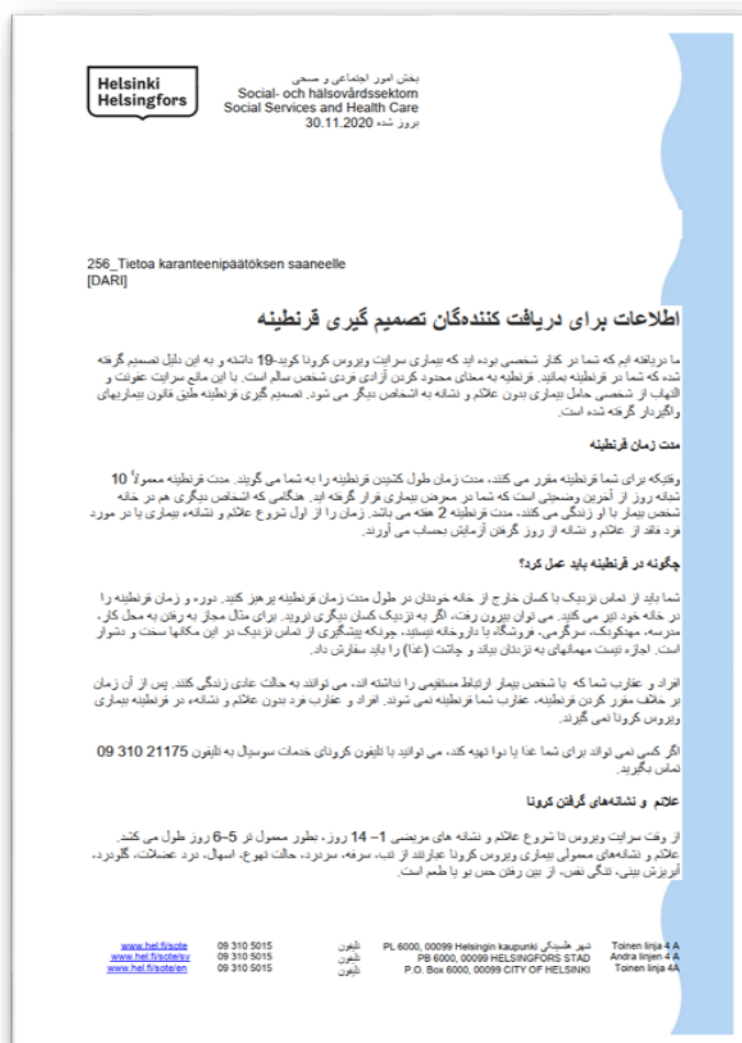 Helsinki
Helsingfors
بخش امور اجتماعی و صحی
Social- och hälsovårdssektorn
Social Services and Health Care
بروز شده 30.11.2020
256_Tietoa karanteenipäätöksen saaneelle
[DARI]
اطلاعات برای دریافت کننده‌گان تصمیم گیری قرنطینه
ما دریافته ایم که شما در کنار شخصی بوده اید که بیماری سرایت ویروس کرونا کوید-19 داشته و به این دلیل تصمیم گرفته
شده که شما در قرنطینه بمانید. قرنطیه به معنای محدود کردن آزادی فردی شخص سالم است. با این مانع سرایت عفونت و
التهاب از شخصی حامل بیماری بدون علائم و نشانه به اشخاص دیگر می شود. تصمیم گیری قرنطینه طبق قانون بیماریهای
واگیردار گرفته شده است.
مدت زمان قرنطینه
وقتیکه برای شما قرنطینه مقرر می کنند، مدت زمان طول کشیدن قرنطینه را به شما می گویند. مدت قرنطینه معمولاً 10
شبانه روز از آخرین وضعیتی است که شما در معرض بیماری قرار گرفته اید. هنگامی که اشخاص دیگری هم در خانه
شخص بیمار با او زندگی می کنند، مدت قرنطینه 2 هفته می باشد. زمان را از اول شروع علائم و نشانهء بیماری یا در مورد
فرد فاقد از علائم و نشانه از روز گرفتن آزمایش بحساب می آورند.
چگونه در قرنطینه باید عمل کرد؟
شما باید از تماس نزدیک با کسان خارج از خانه خودتان در طول مدت زمان قرنطینه پرهیز کنید. دوره و زمان قرنطینه را
در خانه خود تیر می کنید. می توان بیرون رفت، اگر به نزدیک کسان دیگری نروید. برای مثال مجاز به رفتن به محل کار،
مدرسه، مهدکودک، سرگرمی، فروشگاه یا داروخانه نیستید، چونکه پیشگیری از تماس نزدیک در این مکانها سخت و دشوار
است. اجازه نیست مهمانهای به نزدتان بیاند و چاشت (غذا) را باید سفارش داد.
افراد و عقارب شما که با شخص بیمار ارتباط مستقیمی را نداشته اند، می توانند به حالت عادی زندگی کنند. پس از آن زمان
بر خلاف مقرر کردن قرنطینه، عقارب شما قرنطینه نمی شوند. افراد و عقارب فرد بدون علائم و نشانهء، در قرنطینه بیماری
ویروس کرونا نمی گیرند.
اگر کسی نمی تواند برای شما غذا یا دوا تهیه کند، می توانید با تلیفون کرونای خدمات سوسیال به تلیفون 09 310 21175
تماس بگیرید.
علائم و نشانه‌های گرفتن کرونا
از وقت سرایت ویروس تا شروع علائم و نشانه های مریضی 1– 14 روز، بطور معمول تر 5–6 روز طول می کشد.
علائم و نشانه‌های معمولی بیماری ویروس کرونا عبارتند از تب، سرفه، سردرد، حالت تهوع، اسهال، درد عضلات، گلودرد،
آبریزش بینی، تنگی نفس، از بین رفتن حس بو یا طعم است.
www.hel.fi/sote 09 310 5015 تلیفون PL 6000, 00099 Helsingin kaupunki شهر هلسینکی Toinen linja 4 A
www.hel.fi/sote/sv 09 310 5015 تلیفون PB 6000, 00099 HELSINGFORS STAD Andra linjen 4 A
www.hel.fi/sote/en 09 310 5015 تلیفون P.O. Box 6000, 00099 CITY OF HELSINKI Toinen linja 4A